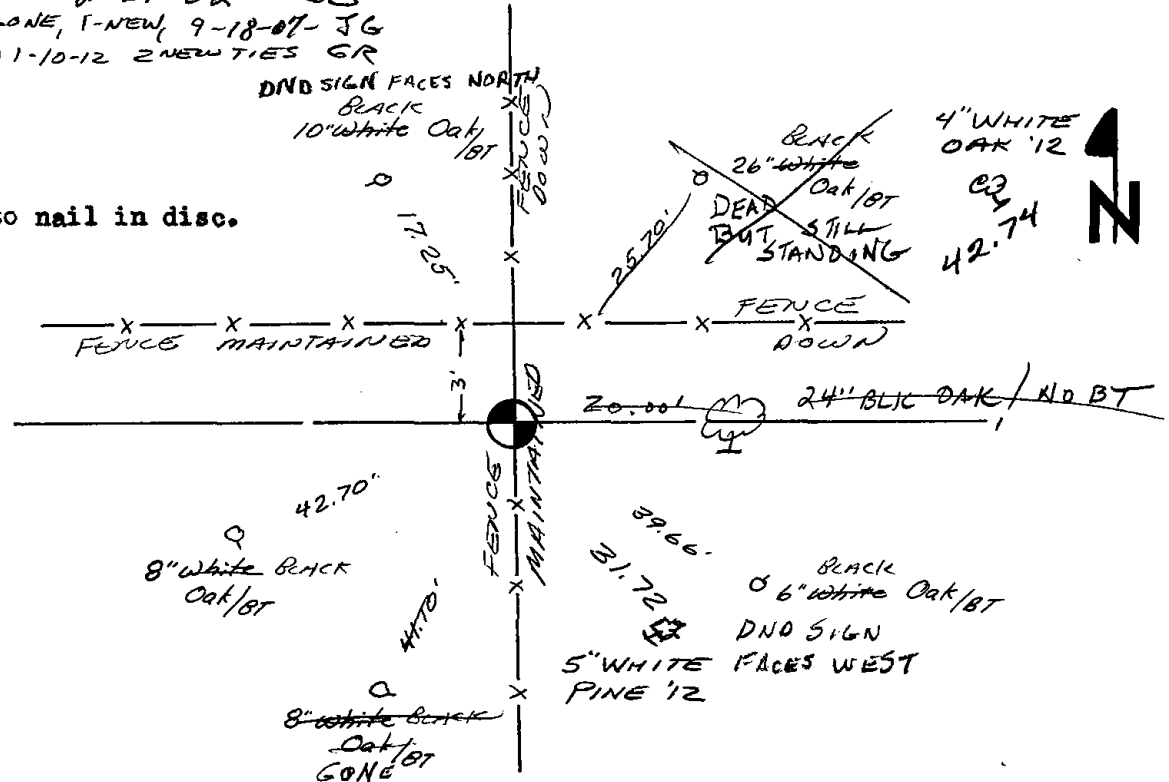 ONE, 1-NEW, 9-18-07- JG
1-10-12 2 NEW TIES GR
DND SIGN FACES NORTH
BLACK
10" White Oak/BT
FENCE
DOWN
BLACK
26" White
Oak/BT
DEAD
BUT STILL
STANDING
4" WHITE
OAK '12
42.74
N
to nail in disc.
17.25'
25.70'
FENCE MAINTAINED
FENCE
DOWN
3'
20.00'
24" BLK OAK / NO BT
FENCE
MAINTAINED
42.70'
8" White BLACK
Oak/BT
39.66'
31.72
BLACK
6" White Oak/BT
DND SIGN
FACES WEST
5" WHITE
PINE '12
41.70'
8" White BLACK
Oak/BT
GONE